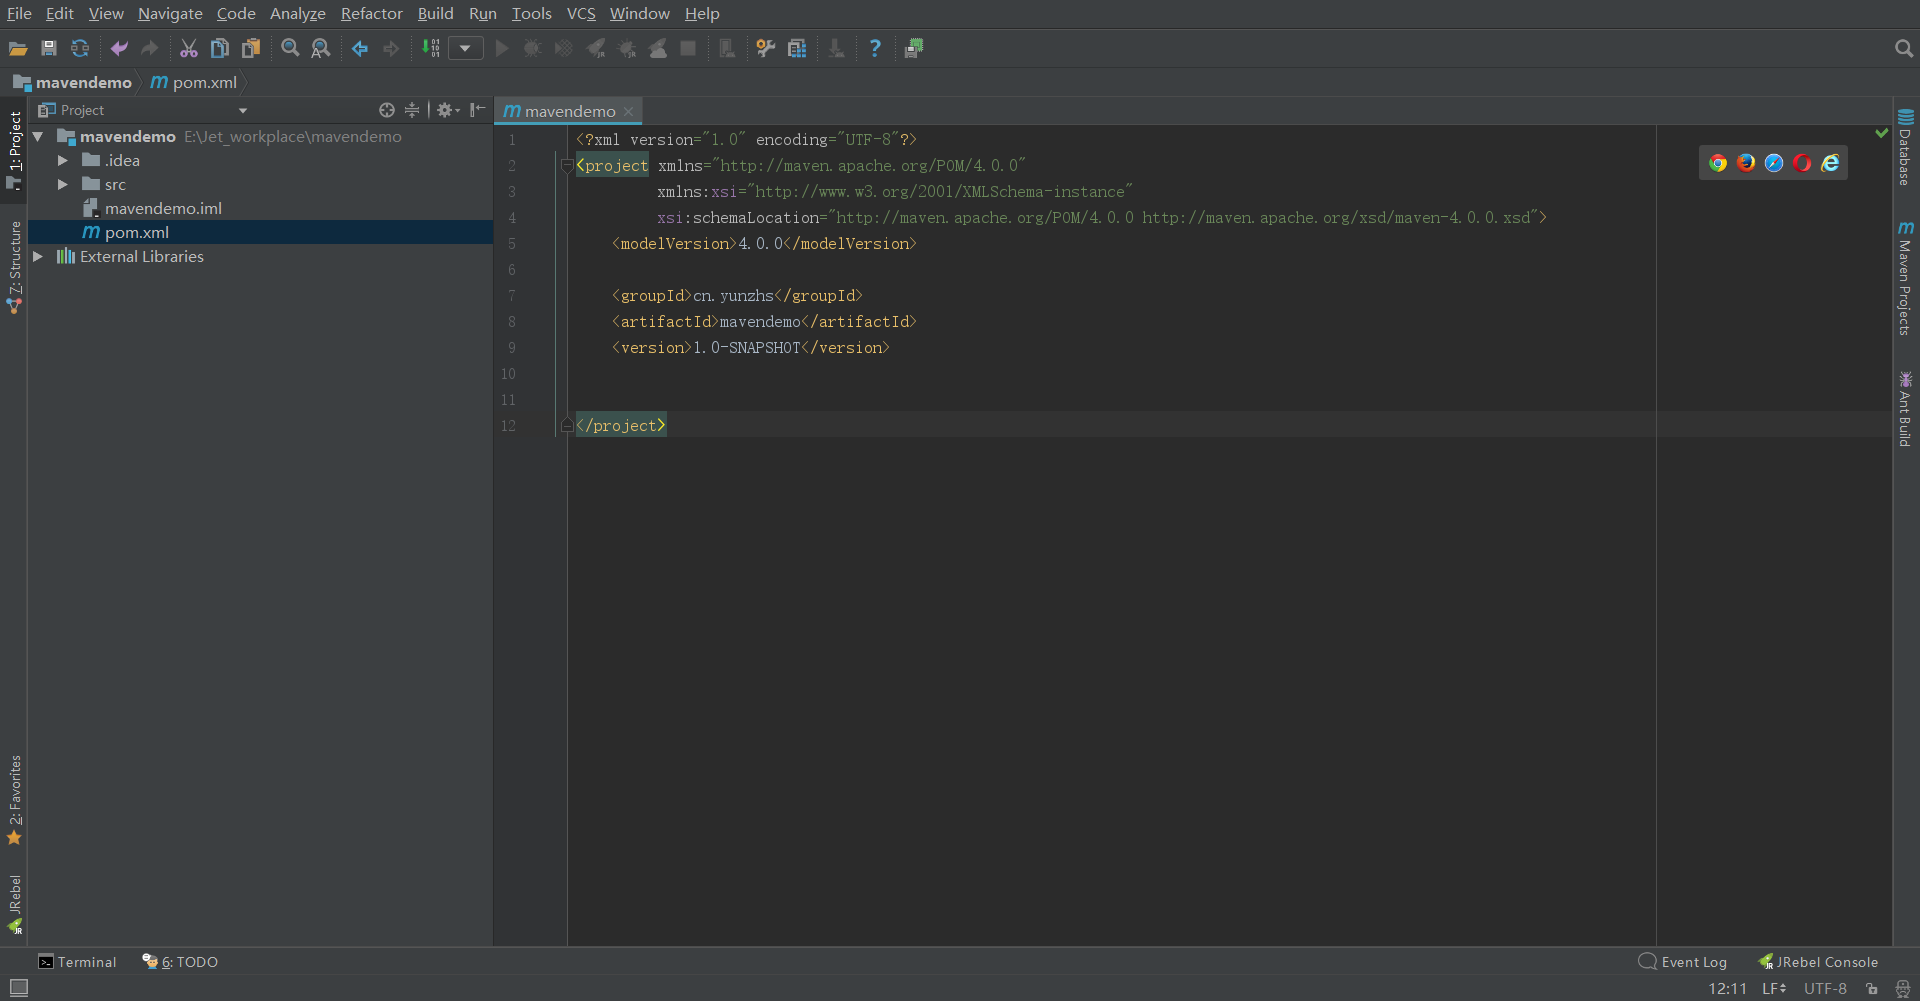 File Edit View Navigate Code Analyze Refactor Build Run Tools VCS Window Help
mavendemo pom.xml
Project
mavendemo
1: Project
mavendemo E:\Jet_workplace\mavendemo
.idea
src
mavendemo.iml
pom.xml
External Libraries
Z: Structure
2: Favorites
JRebel
1 <?xml version="1.0" encoding="UTF-8"?>
2 <project xmlns="http://maven.apache.org/POM/4.0.0"
3 xmlns:xsi="http://www.w3.org/2001/XMLSchema-instance"
4 xsi:schemaLocation="http://maven.apache.org/POM/4.0.0 http://maven.apache.org/xsd/maven-4.0.0.xsd">
5 <modelVersion>4.0.0</modelVersion>
6
7 <groupId>cn.yunzhs</groupId>
8 <artifactId>mavendemo</artifactId>
9 <version>1.0-SNAPSHOT</version>
10
11
12 </project>
Database
Maven Projects
Ant Build
Terminal 6: TODO Event Log JRebel Console
12:11 LF UTF-8